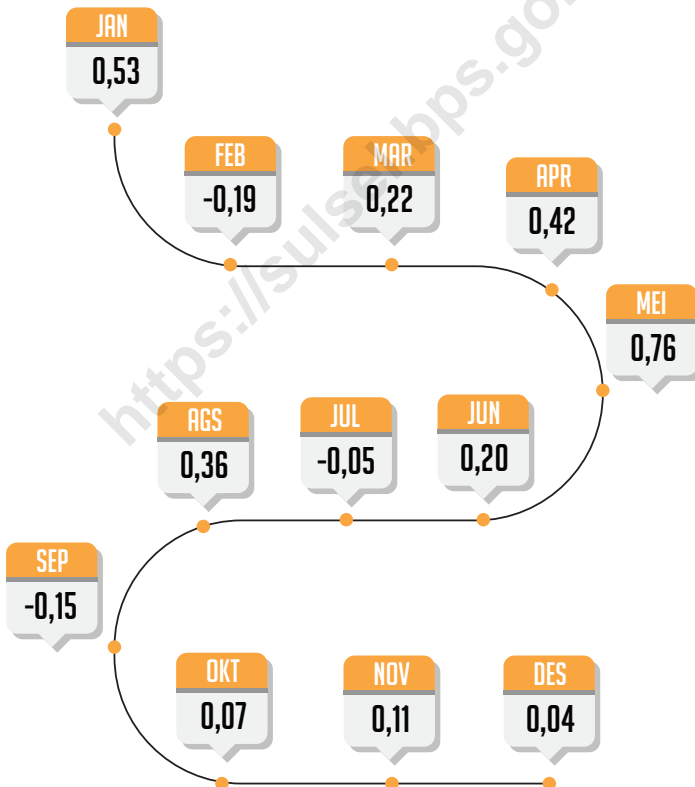 JAN
0,53
FEB
-0,19
MAR
0,22
APR
0,42
MEI
0,76
JUN
0,20
JUL
-0,05
AGS
0,36
SEP
-0,15
OKT
0,07
NOV
0,11
DES
0,04
https://sulsel.bps.go